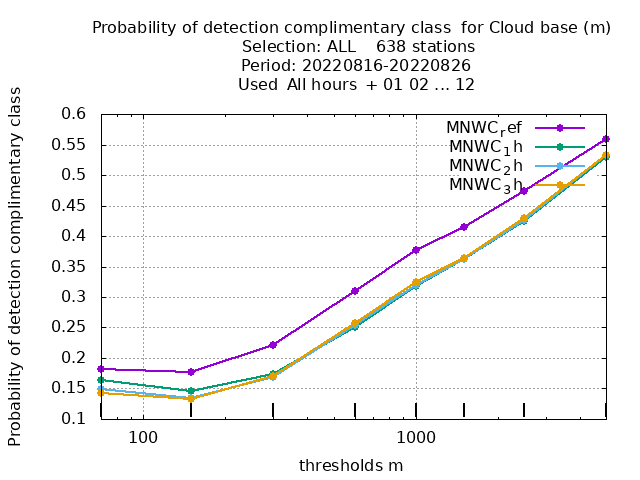 Probability of detection complimentary class  for Cloud base (m)
Selection: ALL    638 stations
Period: 20220816-20220826
Used  All hours  + 01 02 ... 12
Probability of detection complimentary class
0.6
0.55
0.5
0.45
0.4
0.35
0.3
0.25
0.2
0.15
0.1
MNWC_ref
MNWC_1h
MNWC_2h
MNWC_3h
100
1000
thresholds m